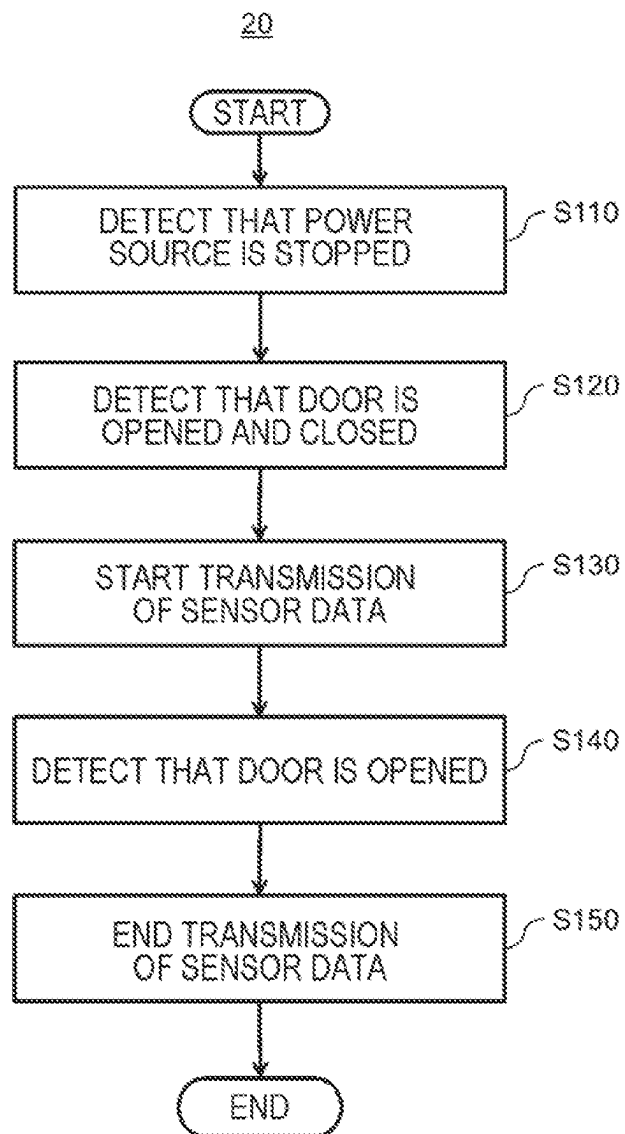 20
START
DETECT THAT POWER
SOURCE IS STOPPED
S110
DETECT THAT DOOR IS
OPENED AND CLOSED
S120
START TRANSMISSION
OF SENSOR DATA
S130
DETECT THAT DOOR IS OPENED
S140
END TRANSMISSION
OF SENSOR DATA
S150
END